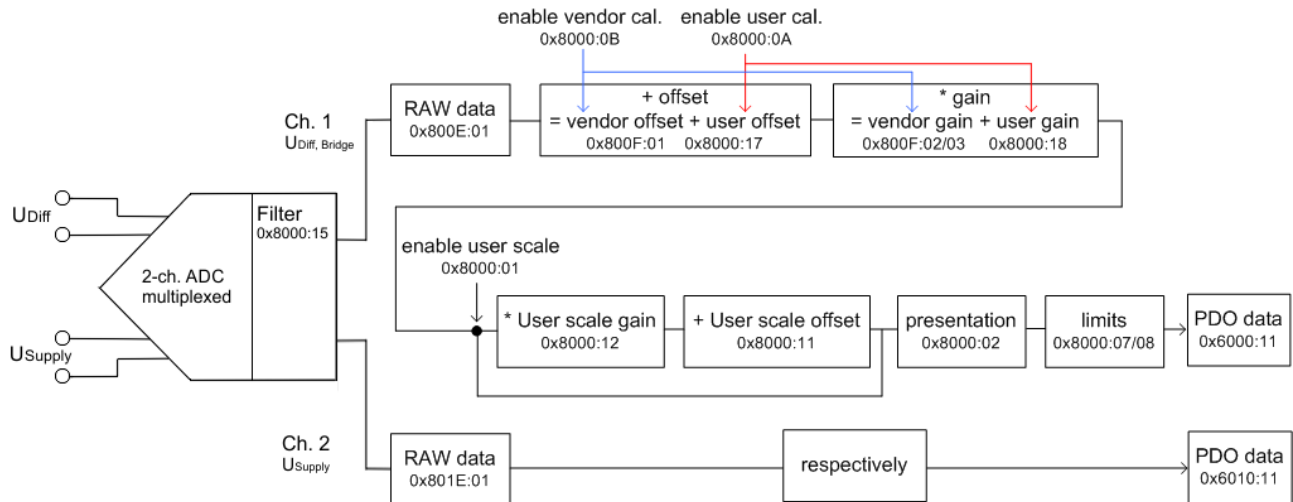 enable vendor cal.
0x8000:0B
enable user cal.
0x8000:0A
Ch. 1
UDiff, Bridge
RAW data
0x800E:01
+ offset
= vendor offset + user offset
0x800F:01 0x8000:17
* gain
= vendor gain + user gain
0x800F:02/03 0x8000:18
UDiff
USupply
2-ch. ADC
multiplexed
Filter
0x8000:15
enable user scale
0x8000:01
* User scale gain
0x8000:12
+ User scale offset
0x8000:11
presentation
0x8000:02
limits
0x8000:07/08
PDO data
0x6000:11
Ch. 2
USupply
RAW data
0x801E:01
respectively
PDO data
0x6010:11